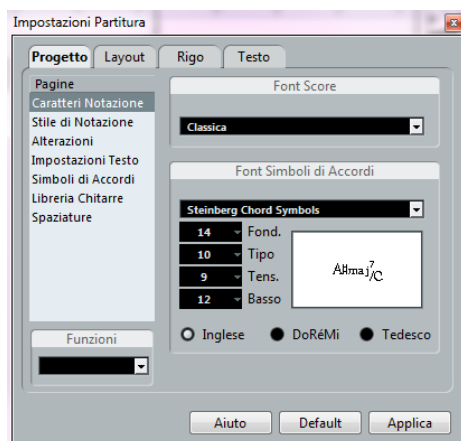 Impostazioni Partitura
Progetto Layout Rigo Testo
Pagine
Caratteri Notazione
Stile di Notazione
Alterazioni
Impostazioni Testo
Simboli di Accordi
Libreria Chitarre
Spaziature
Funzioni
Font Score
Classica
Font Simboli di Accordi
Steinberg Chord Symbols
14 Fond.
10 Tipo
9 Tens.
12 Basso
A#maj7/C
Inglese DoRéMi Tedesco
Aiuto Default Applica